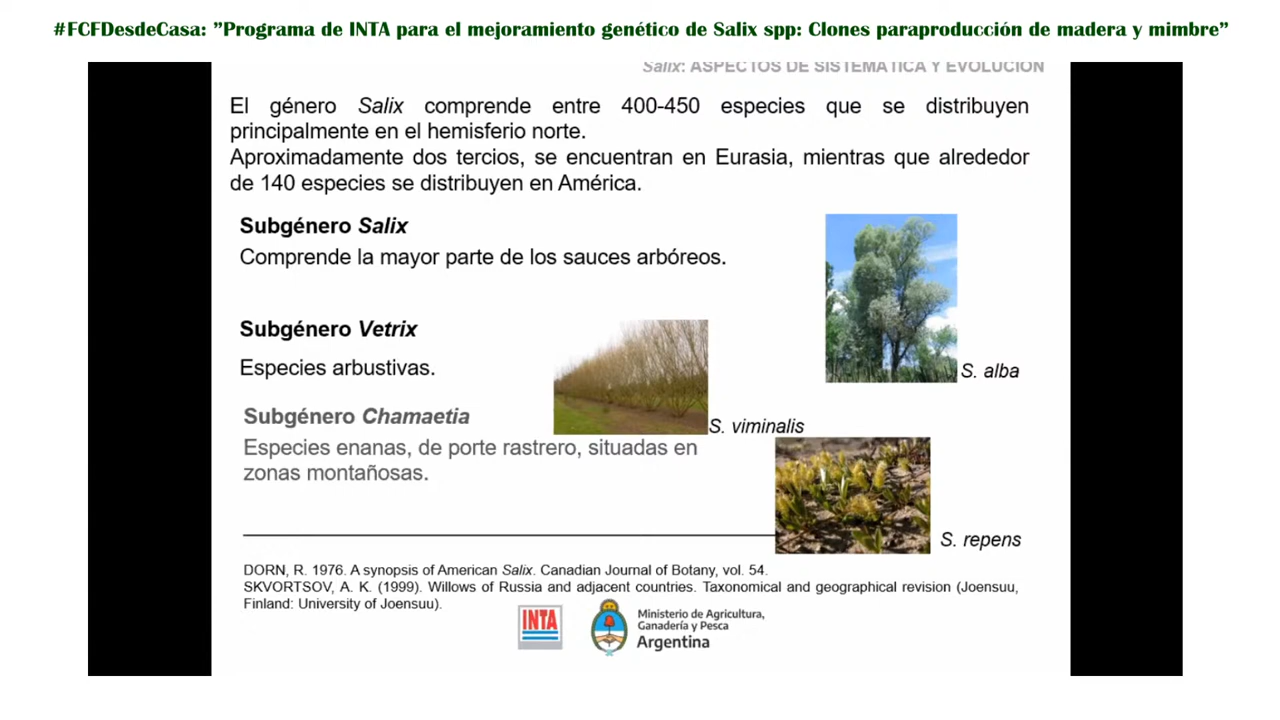 #FCFDesdeCasa: ”Programa de INTA para el mejoramiento genético de Salix spp: Clones paraproducción de madera y mimbre”
Salix: ASPECTOS DE SISTEMATICA Y EVOLUCION
El género Salix comprende entre 400-450 especies que se distribuyen
principalmente en el hemisferio norte.
Aproximadamente dos tercios, se encuentran en Eurasia, mientras que alrededor
de 140 especies se distribuyen en América.
Subgénero Salix
Comprende la mayor parte de los sauces arbóreos.
S. alba
Subgénero Vetrix
Especies arbustivas.
S. viminalis
Subgénero Chamaetia
Especies enanas, de porte rastrero, situadas en
zonas montañosas.
S. repens
DORN, R. 1976. A synopsis of American Salix. Canadian Journal of Botany, vol. 54.
SKVORTSOV, A. K. (1999). Willows of Russia and adjacent countries. Taxonomical and geographical revision (Joensuu,
Finland: University of Joensuu).
INTA
Ministerio de Agricultura,
Ganadería y Pesca
Argentina